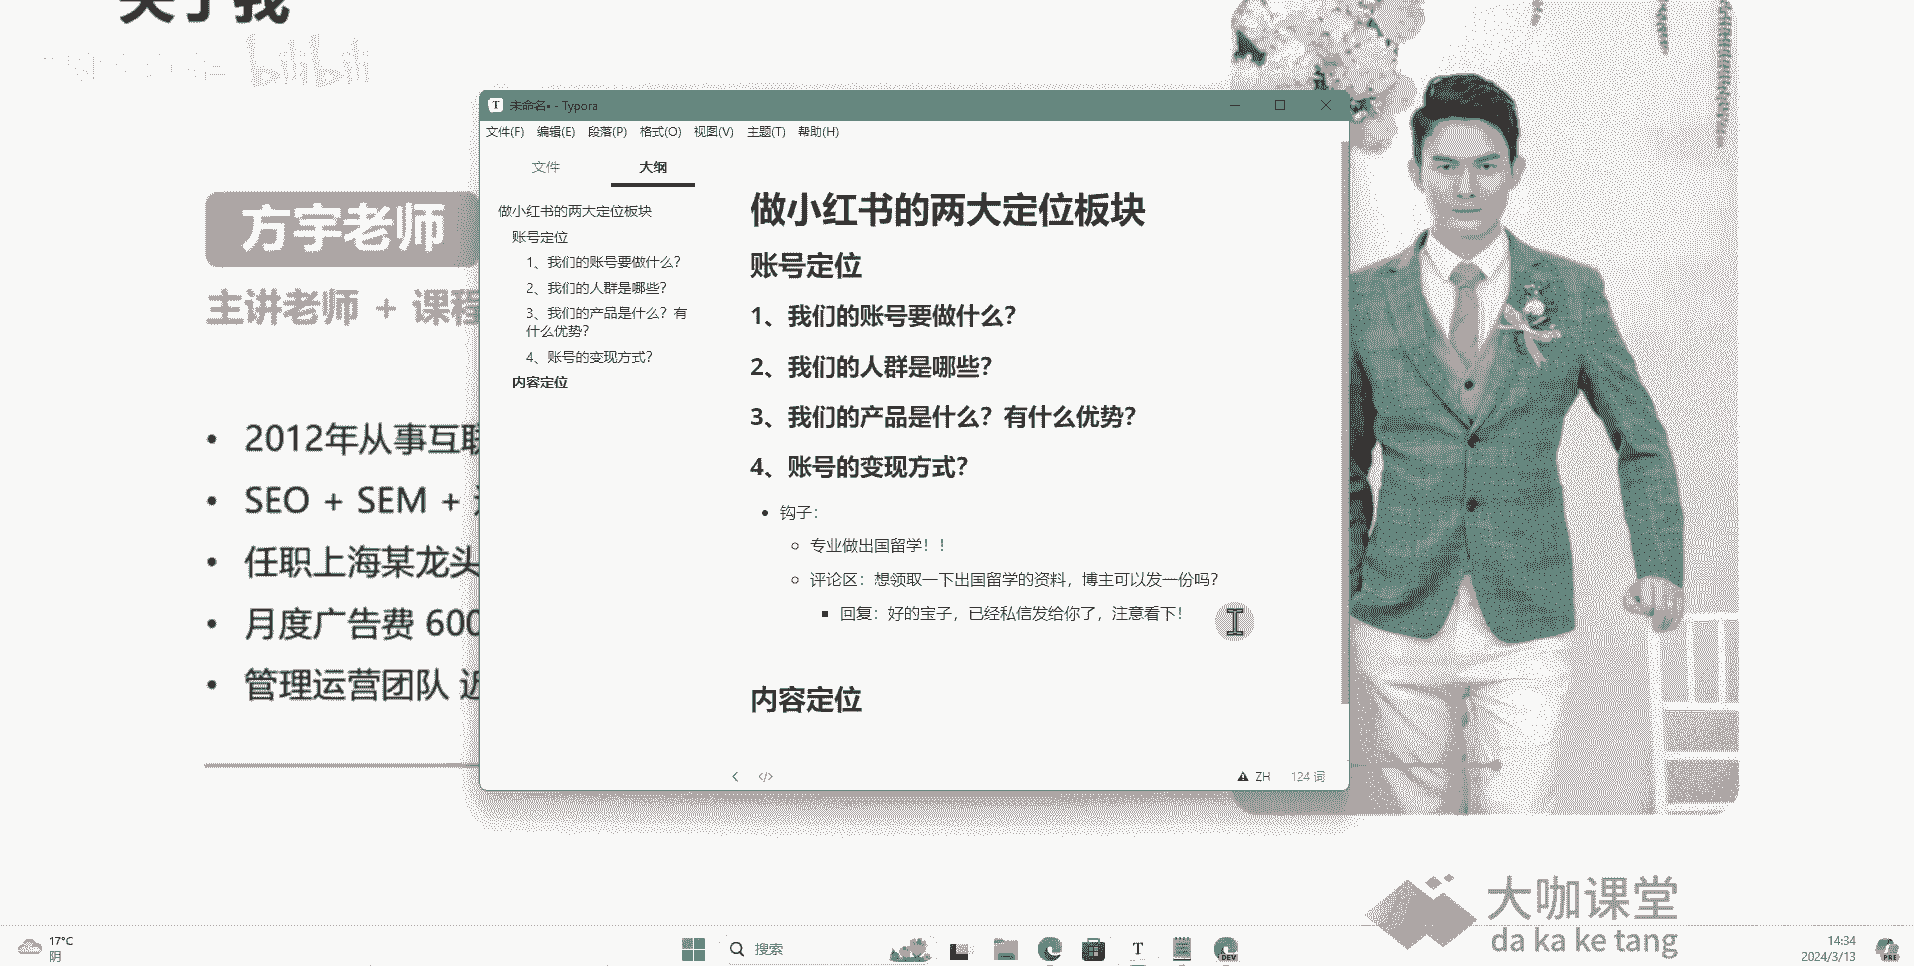 关于我
bilibili
方宇老师
主讲老师 + 课程
2012年从事互联
SEO + SEM +
任职上海某龙头
月度广告费 600
管理运营团队 近
未命名• - Typora
文件(F) 编辑(E) 段落(P) 格式(O) 视图(V) 主题(T) 帮助(H)
文件 大纲
做小红书的两大定位板块
账号定位
1、我们的账号要做什么？
2、我们的人群是哪些？
3、我们的产品是什么？有
什么优势？
4、账号的变现方式？
内容定位
做小红书的两大定位板块
账号定位
1、我们的账号要做什么？
2、我们的人群是哪些？
3、我们的产品是什么？有什么优势？
4、账号的变现方式？
钩子：
专业做出国留学！！
评论区：想领取一下出国留学的资料，博主可以发一份吗？
回复：好的宝子，已经私信发给你了，注意看下！
内容定位
ZH 124 词
大咖课堂
da ka ke tang
17°C
阴
搜索
DEV
14:34
2024/3/13
PRE